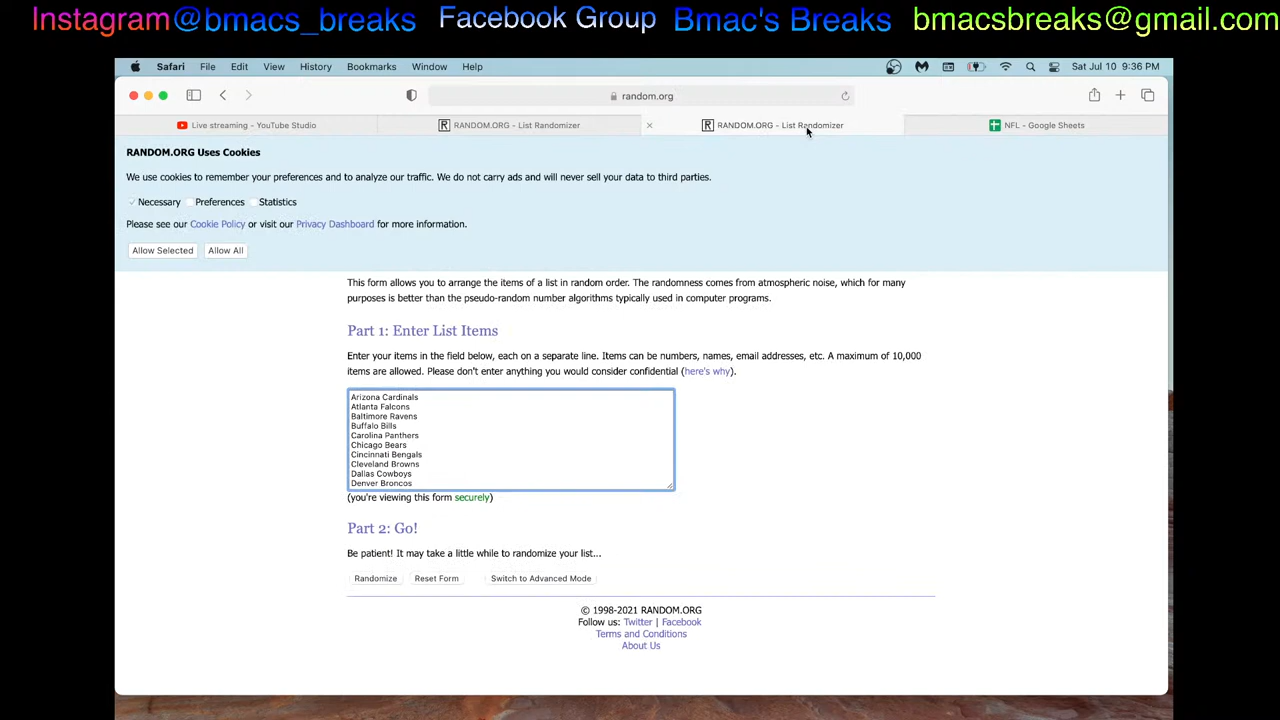 Instagram@bmacs_breaks Facebook Group Bmac's Breaks bmacsbreaks@gmail.com
Safari File Edit View History Bookmarks Window Help Sat Jul 10 9:36 PM
random.org
Live streaming - YouTube Studio RANDOM.ORG - List Randomizer RANDOM.ORG - List Randomizer NFL - Google Sheets
RANDOM.ORG Uses Cookies
We use cookies to remember your preferences and to analyze our traffic. We do not carry ads and will never sell your data to third parties.
Necessary Preferences Statistics
Please see our Cookie Policy or visit our Privacy Dashboard for more information.
Allow Selected Allow All
This form allows you to arrange the items of a list in random order. The randomness comes from atmospheric noise, which for many
purposes is better than the pseudo-random number algorithms typically used in computer programs.
Part 1: Enter List Items
Enter your items in the field below, each on a separate line. Items can be numbers, names, email addresses, etc. A maximum of 10,000
items are allowed. Please don't enter anything you would consider confidential (here's why).
Arizona Cardinals
Atlanta Falcons
Baltimore Ravens
Buffalo Bills
Carolina Panthers
Chicago Bears
Cincinnati Bengals
Cleveland Browns
Dallas Cowboys
Denver Broncos
(you're viewing this form securely)
Part 2: Go!
Be patient! It may take a little while to randomize your list...
Randomize Reset Form Switch to Advanced Mode
© 1998-2021 RANDOM.ORG
Follow us: Twitter | Facebook
Terms and Conditions
About Us